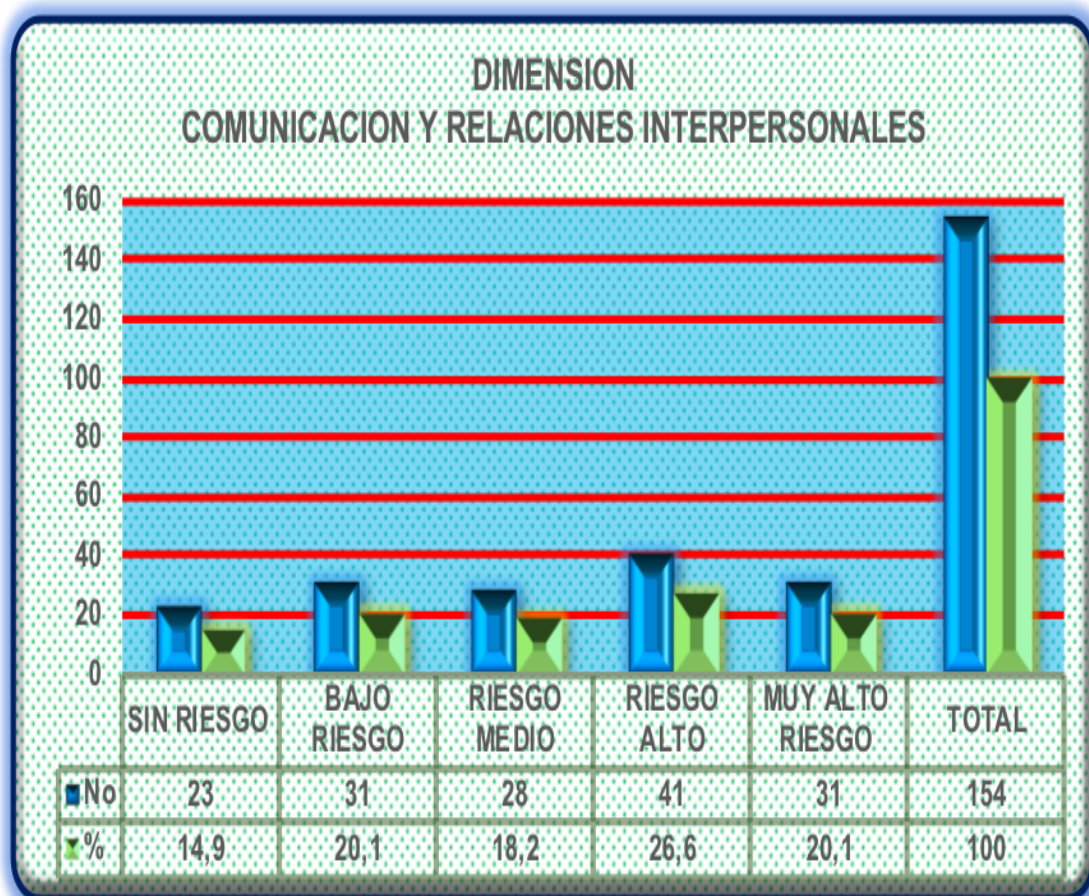 DIMENSION
COMUNICACION Y RELACIONES INTERPERSONALES
160
140
120
100
80
60
40
20
0
SIN RIESGO BAJO RIESGO RIESGO MEDIO RIESGO ALTO MUY ALTO RIESGO TOTAL
No 23 31 28 41 31 154
% 14,9 20,1 18,2 26,6 20,1 100